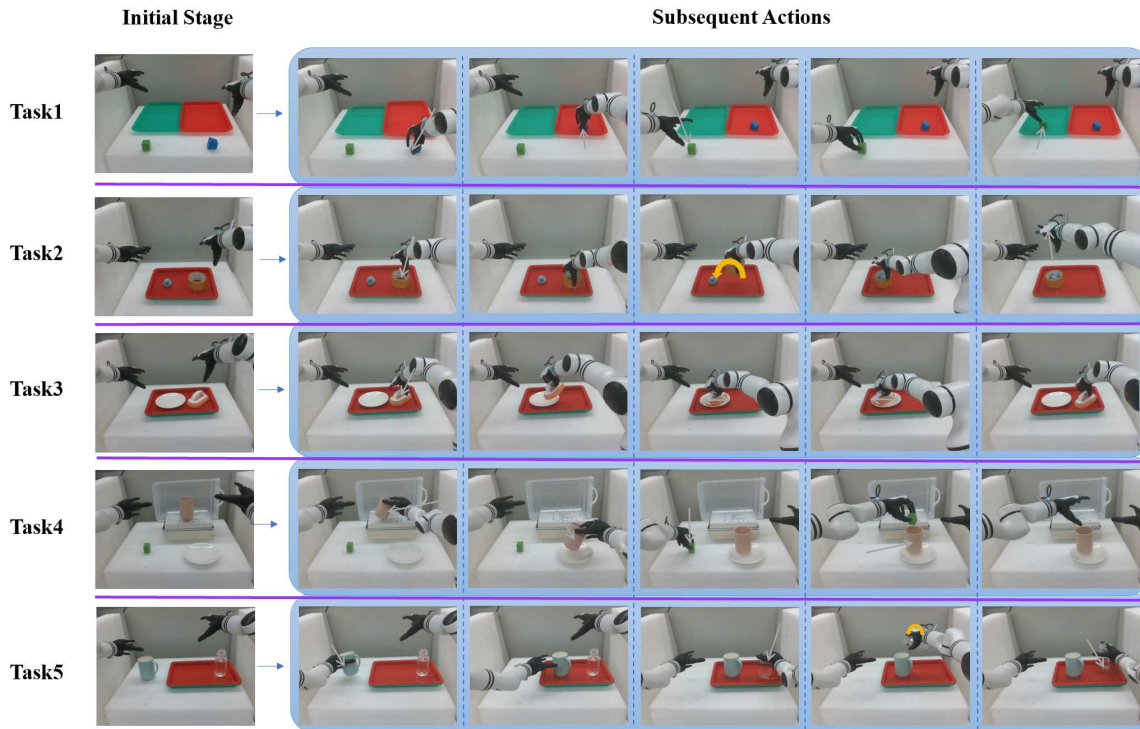 Initial Stage
Subsequent Actions
Task1
Task2
Task3
Task4
Task5